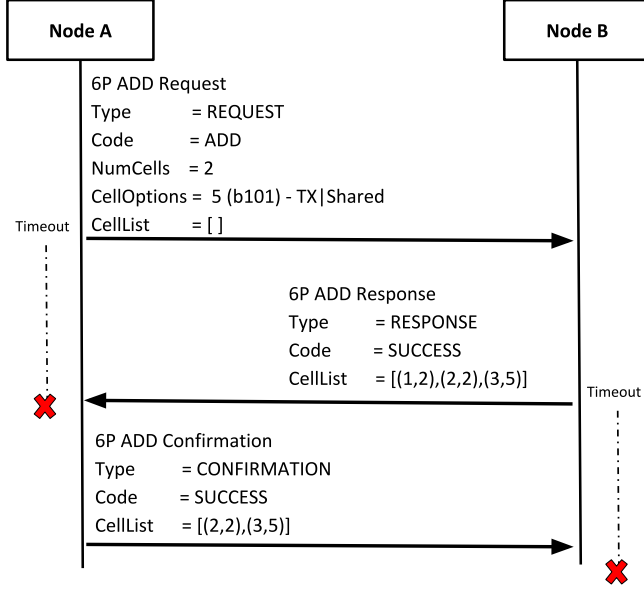 Node A
Node B
6P ADD Request
Type = REQUEST
Code = ADD
NumCells = 2
CellOptions = 5 (b101) - TX|Shared
CellList = [ ]
Timeout
6P ADD Response
Type = RESPONSE
Code = SUCCESS
CellList = [(1,2),(2,2),(3,5)]
Timeout
6P ADD Confirmation
Type = CONFIRMATION
Code = SUCCESS
CellList = [(2,2),(3,5)]